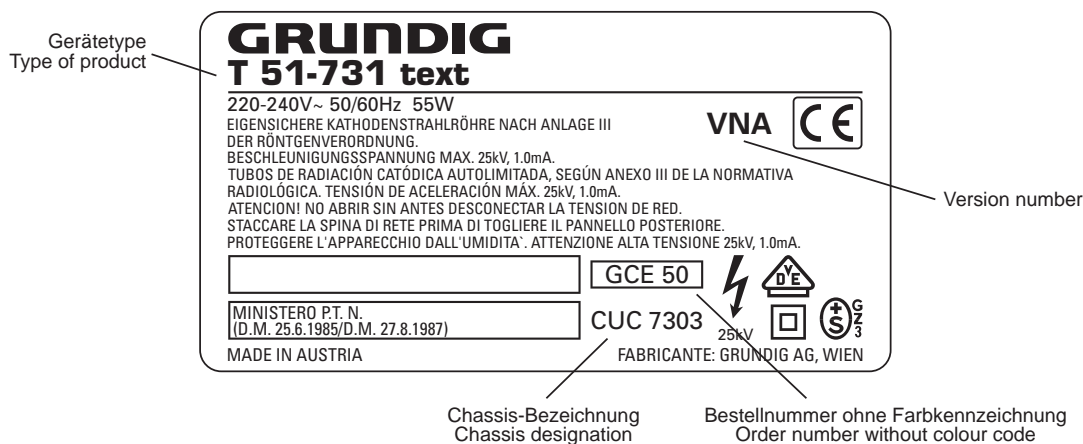 Gerätetype
Type of product
GRUNDIG
T 51-731 text
220-240V~ 50/60Hz 55W
EIGENSICHERE KATHODENSTRAHLRÖHRE NACH ANLAGE III
DER RÖNTGENVERORDNUNG.
BESCHLEUNIGUNGSSPANNUNG MAX. 25kV, 1.0mA.
TUBOS DE RADIACIÓN CATÓDICA AUTOLIMITADA, SEGÚN ANEXO III DE LA NORMATIVA
RADIOLÓGICA. TENSIÓN DE ACELERACIÓN MÁX. 25kV, 1.0mA.
ATENCION! NO ABRIR SIN ANTES DESCONECTAR LA TENSION DE RED.
STACCARE LA SPINA DI RETE PRIMA DI TOGLIERE IL PANNELLO POSTERIORE.
PROTEGGERE L'APPARECCHIO DALL'UMIDITA`. ATTENZIONE ALTA TENSIONE 25kV, 1.0mA.
VNA CE
Version number
GCE 50
DVE
MINISTERO P.T. N.
(D.M. 25.6.1985/D.M. 27.8.1987)
CUC 7303
25kV
S
GZ3
MADE IN AUSTRIA
FABRICANTE: GRUNDIG AG, WIEN
Chassis-Bezeichnung
Chassis designation
Bestellnummer ohne Farbkennzeichnung
Order number without colour code